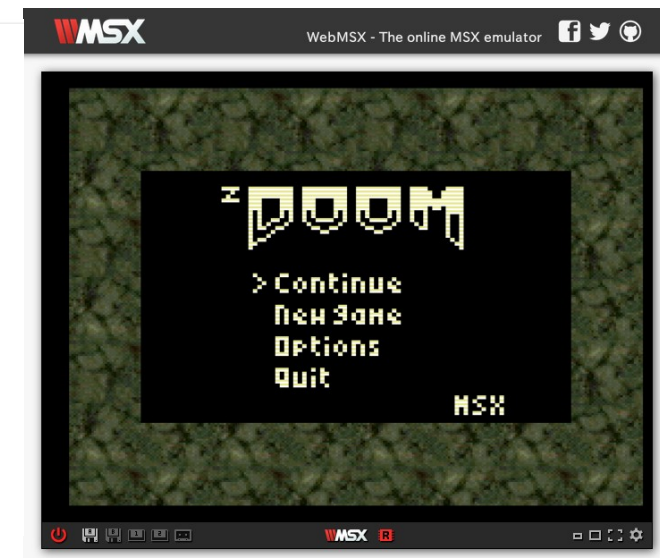 WMSX
WebMSX - The online MSX emulator
z DOOM
> Continue
New Game
Options
Quit
MSX
WMSX R